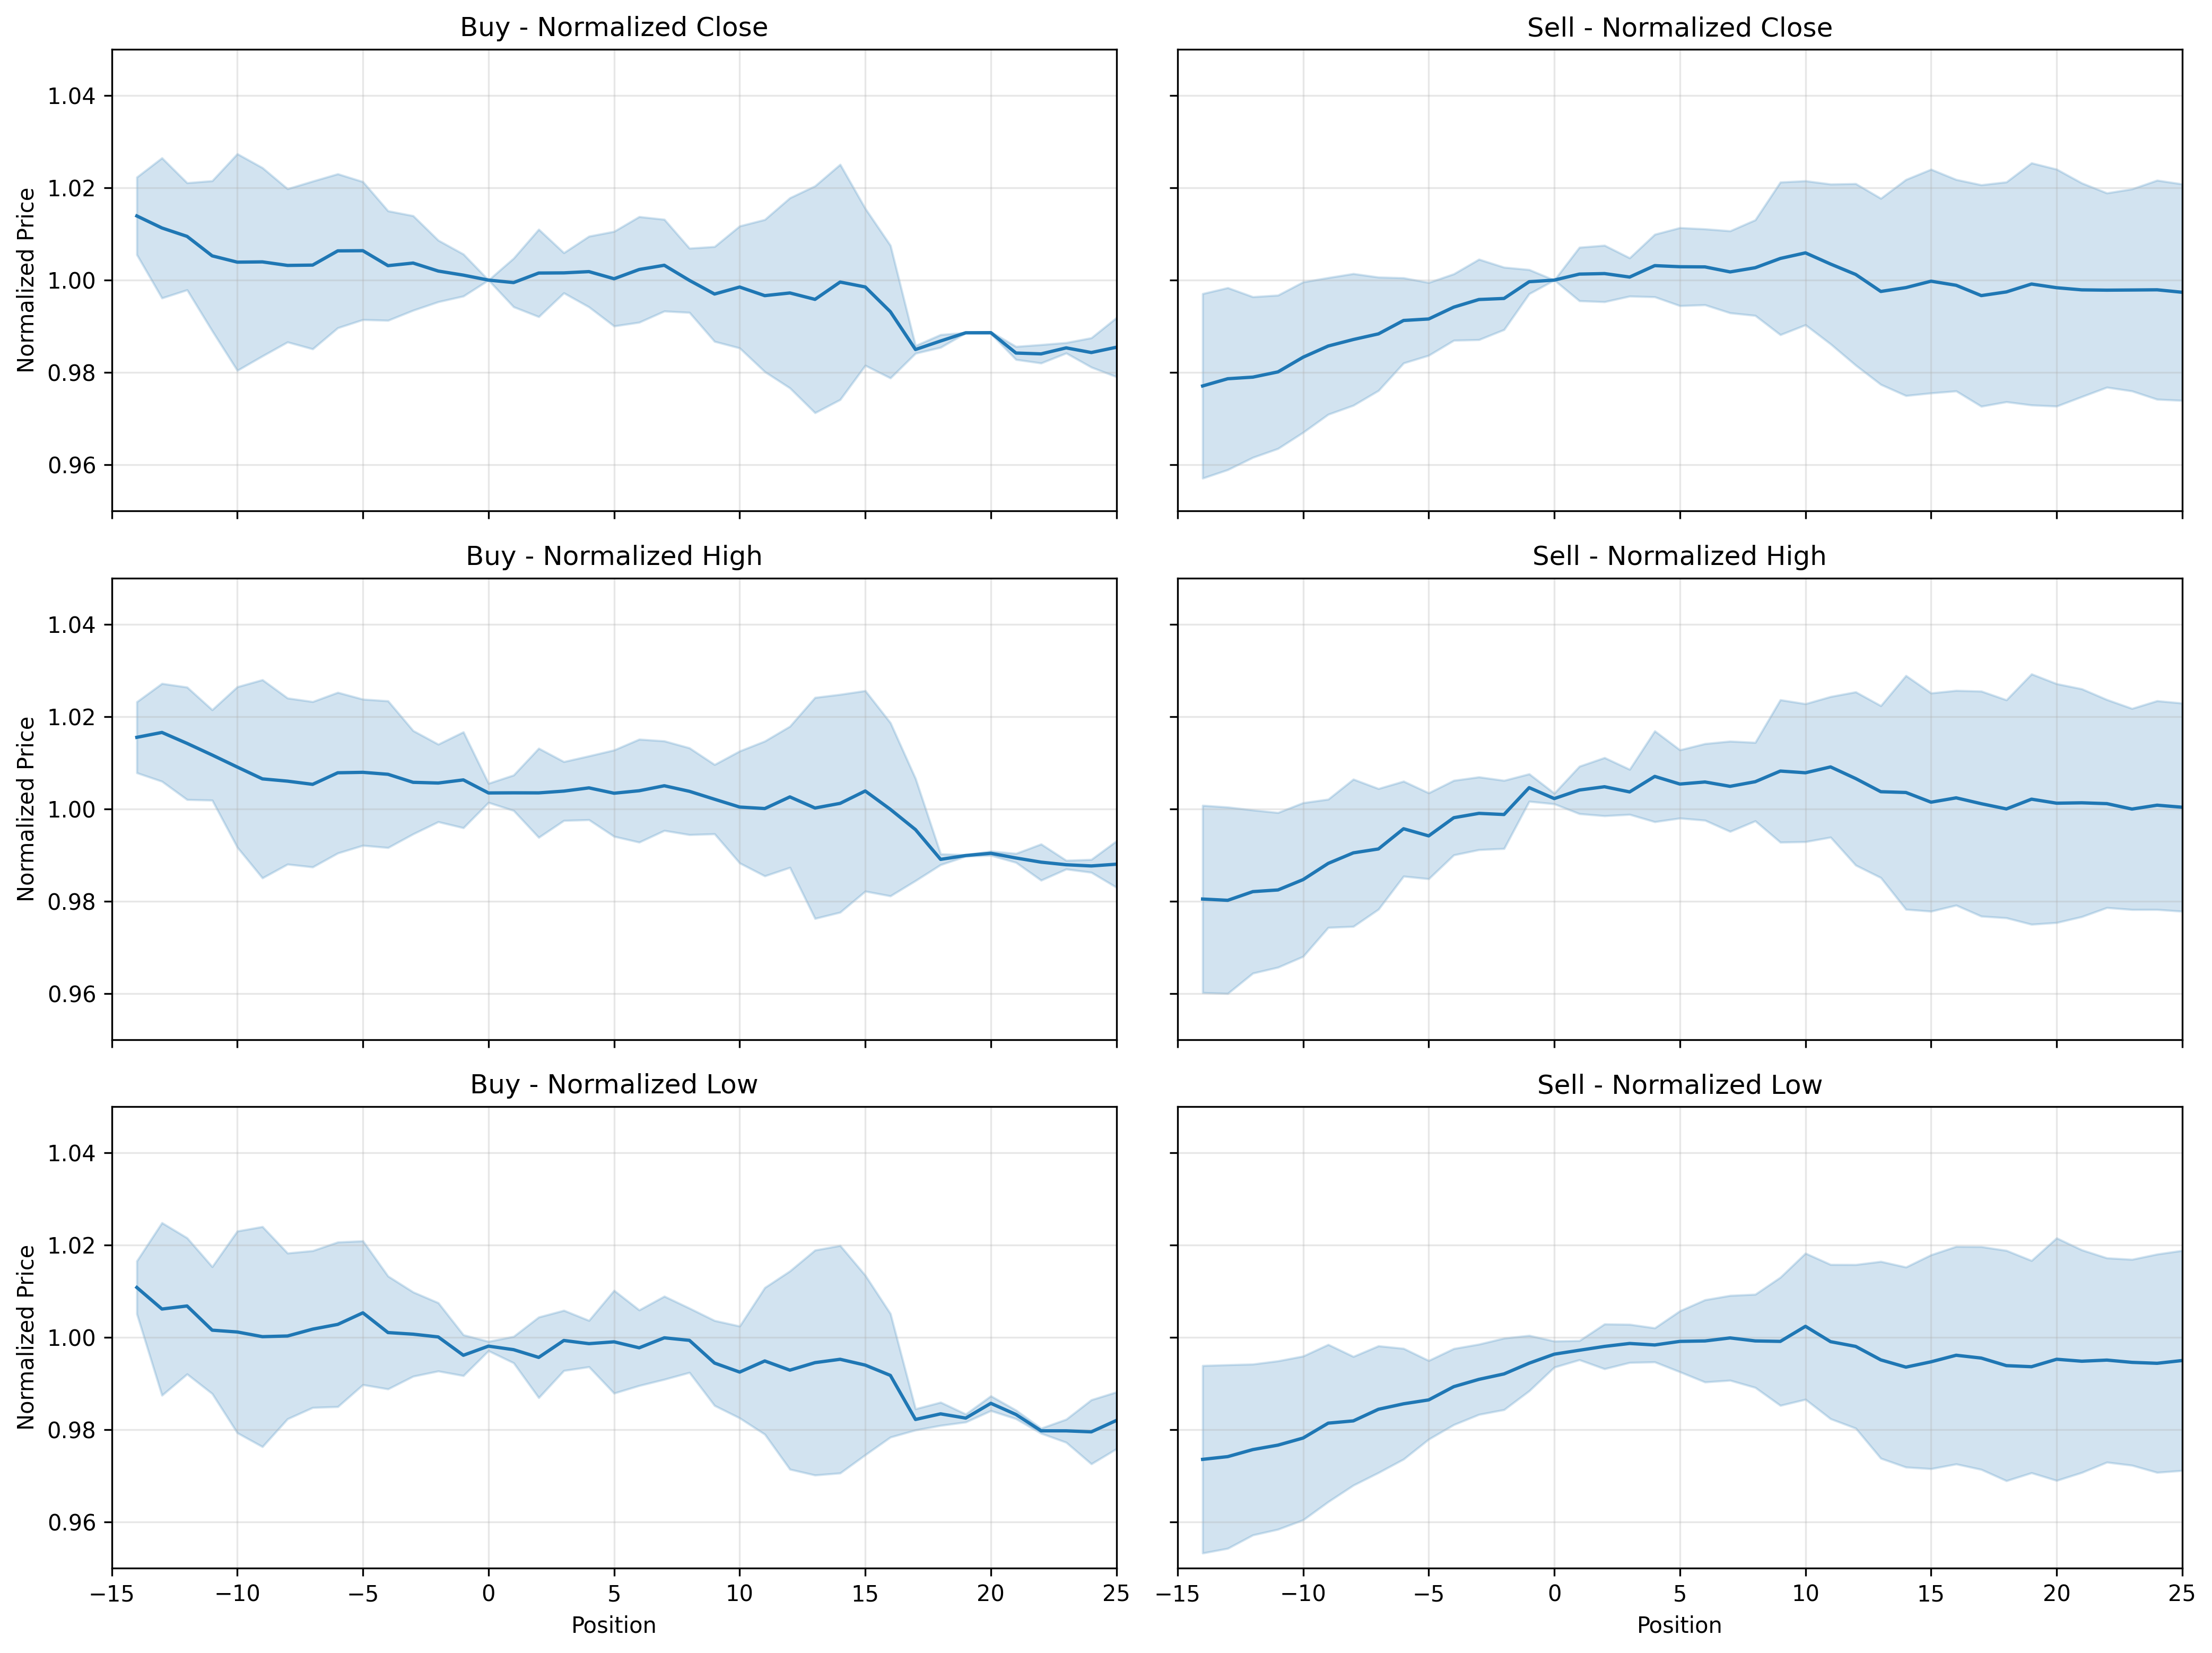 Buy - Normalized Close
Sell - Normalized Close
1.04
1.02
1.00
0.98
0.96
Normalized Price
Buy - Normalized High
Sell - Normalized High
1.04
1.02
1.00
0.98
0.96
Normalized Price
Buy - Normalized Low
Sell - Normalized Low
1.04
1.02
1.00
0.98
0.96
Normalized Price
−15 −10 −5 0 5 10 15 20 25
−15 −10 −5 0 5 10 15 20 25
Position
Position